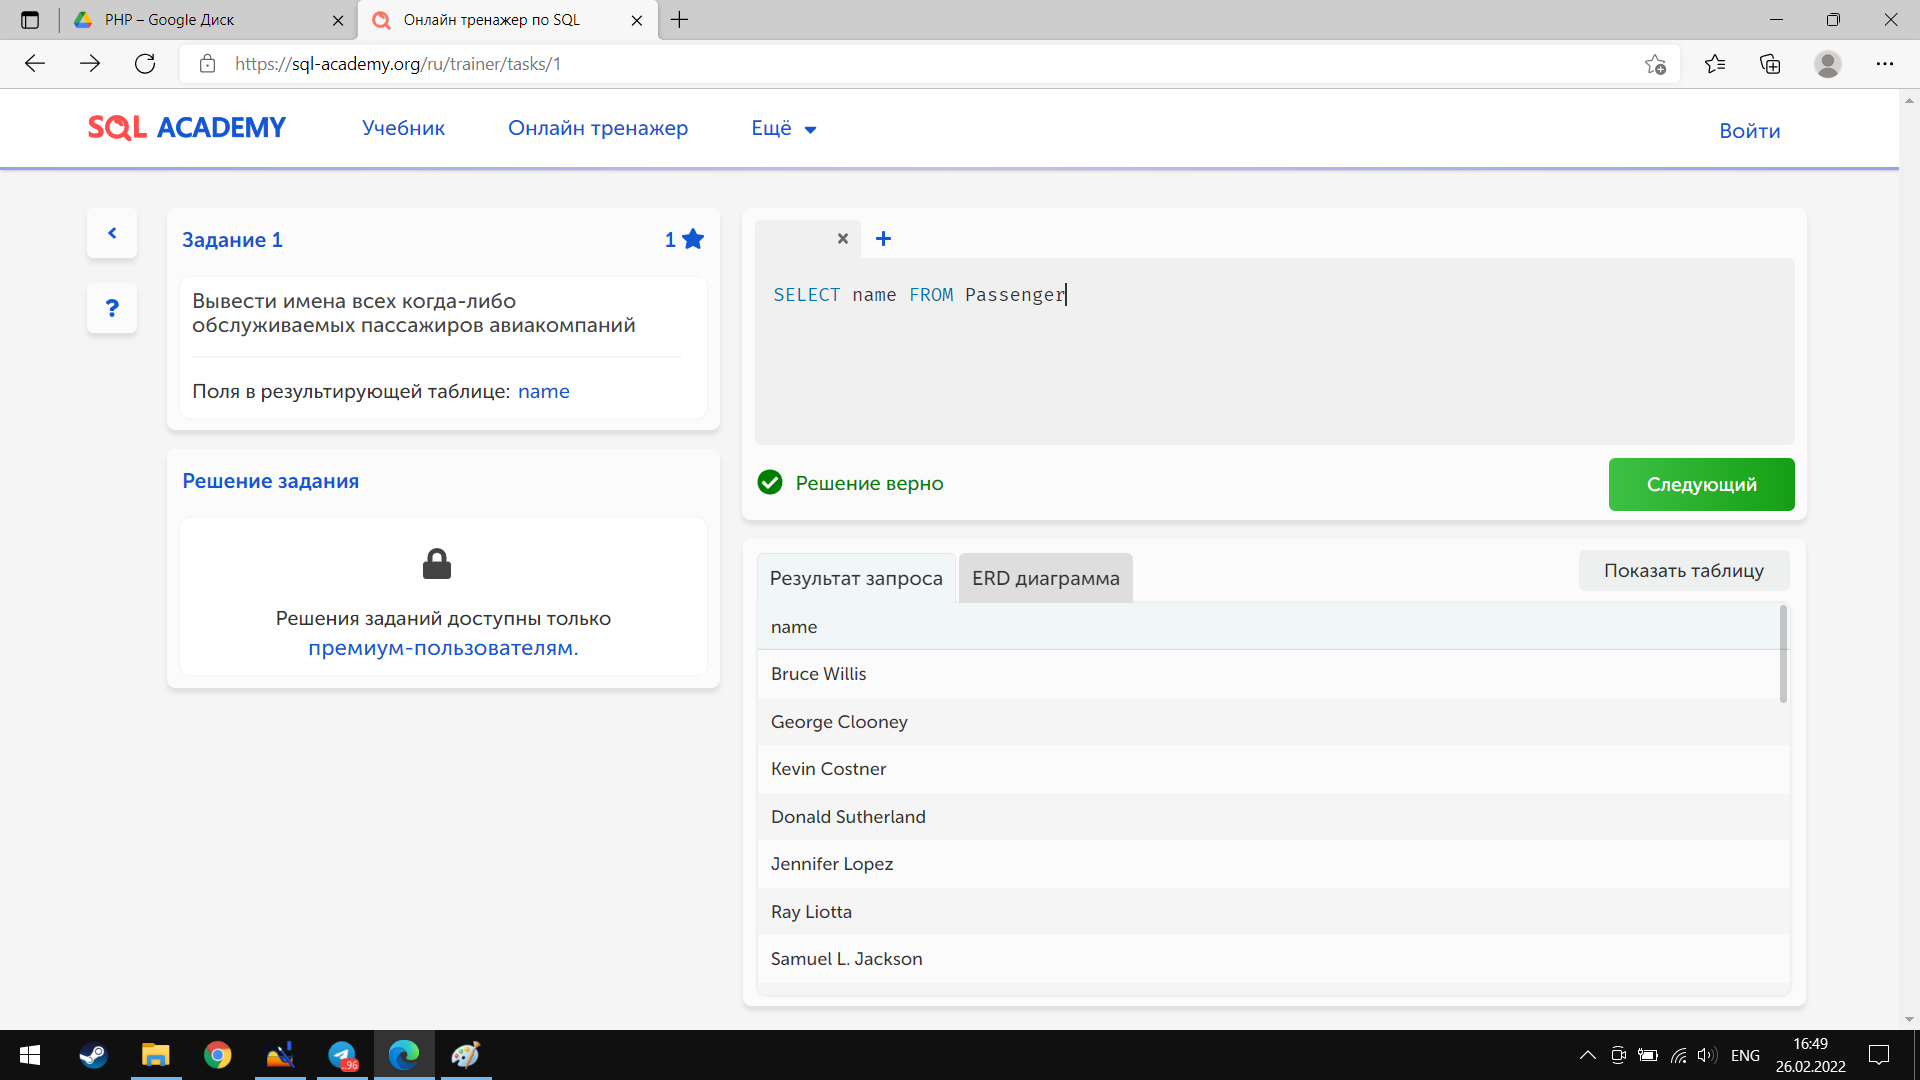 PHP – Google Диск
Онлайн тренажер по SQL
https://sql-academy.org/ru/trainer/tasks/1
SQL ACADEMY
Учебник
Онлайн тренажер
Ещё
Войти
Задание 1
1
Вывести имена всех когда-либо
обслуживаемых пассажиров авиакомпаний
Поля в результирующей таблице: name
Решение задания
Решения заданий доступны только
премиум-пользователям.
SELECT name FROM Passenger
Решение верно
Следующий
Результат запроса
ERD диаграмма
Показать таблицу
name
Bruce Willis
George Clooney
Kevin Costner
Donald Sutherland
Jennifer Lopez
Ray Liotta
Samuel L. Jackson
..96
ENG
16:49
26.02.2022